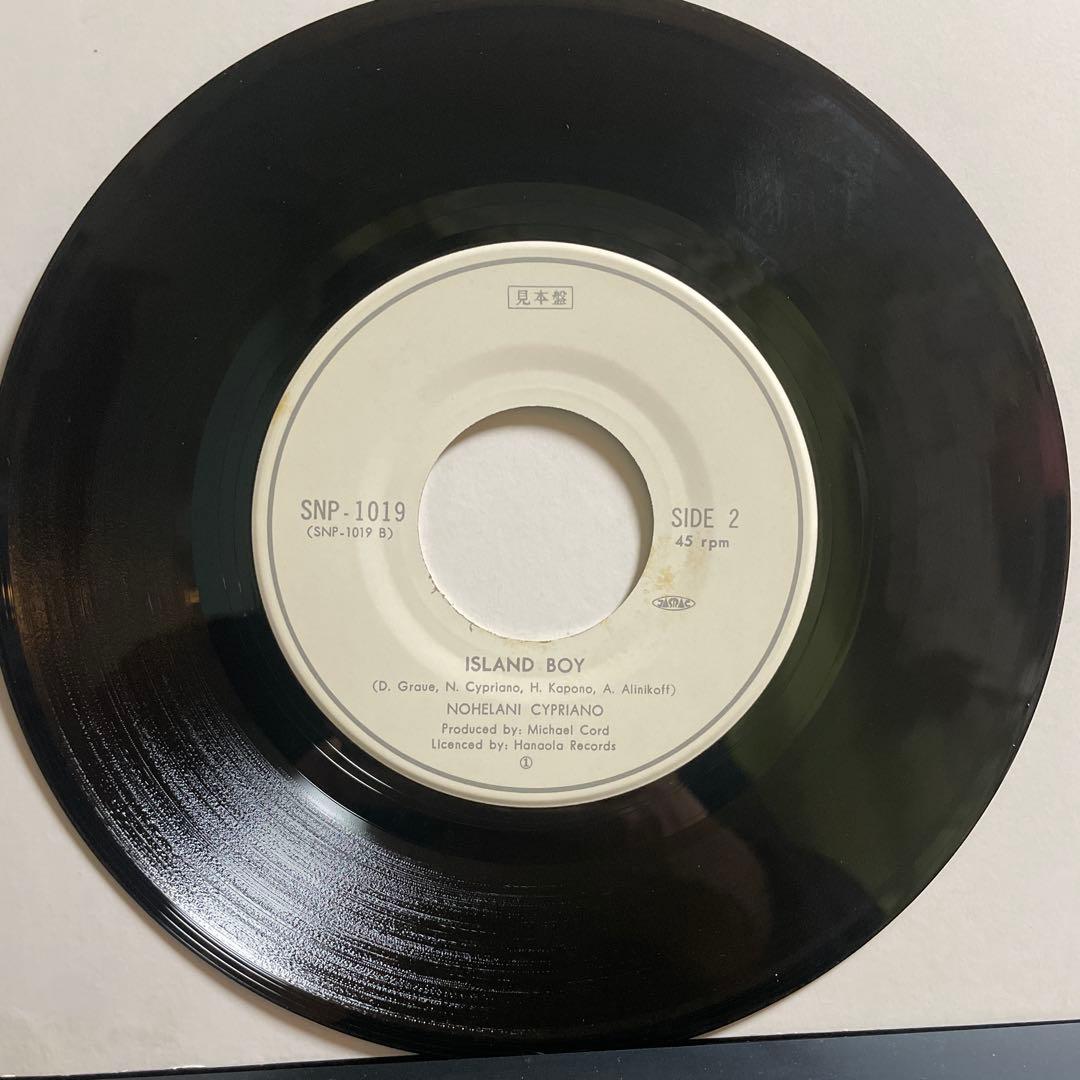 見本盤
SNP-1019
(SNP-1019 B)
SIDE 2
45 rpm
JASRAC
ISLAND BOY
(D. Graue, N. Cypriano, H. Kapono, A. Alinikoff)
NOHELANI CYPRIANO
Produced by: Michael Cord
Licenced by: Hanaola Records
①